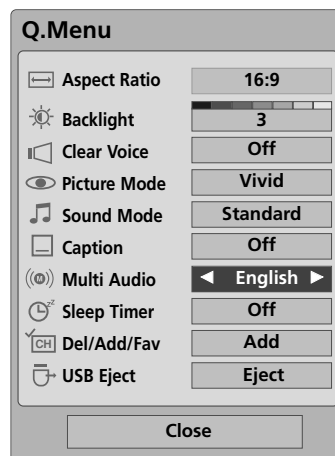 Q.Menu
Aspect Ratio 16:9
Backlight 3
Clear Voice Off
Picture Mode Vivid
Sound Mode Standard
Caption Off
Multi Audio ◀ English ▶
Sleep Timer Off
Del/Add/Fav Add
USB Eject Eject
Close